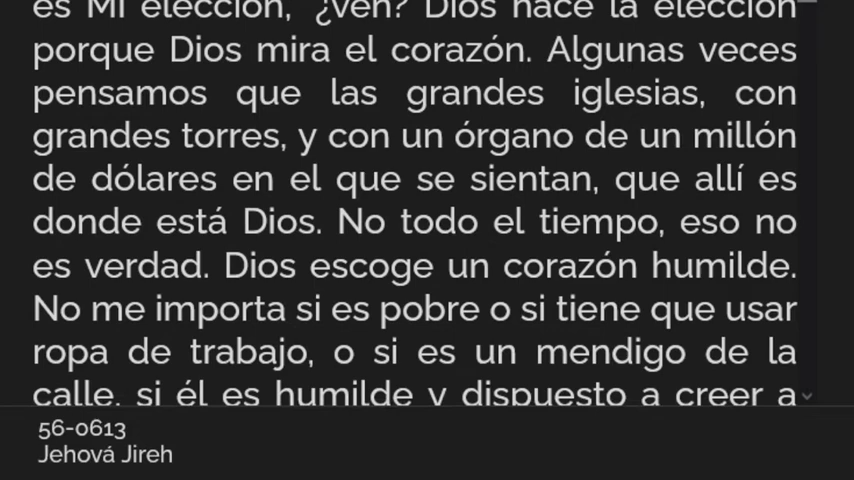 es Mi elección, ¿ven? Dios hace la elección
porque Dios mira el corazón. Algunas veces
pensamos que las grandes iglesias, con
grandes torres, y con un órgano de un millón
de dólares en el que se sientan, que allí es
donde está Dios. No todo el tiempo, eso no
es verdad. Dios escoge un corazón humilde.
No me importa si es pobre o si tiene que usar
ropa de trabajo, o si es un mendigo de la
calle, si él es humilde y dispuesto a creer a
56-0613
Jehová Jireh